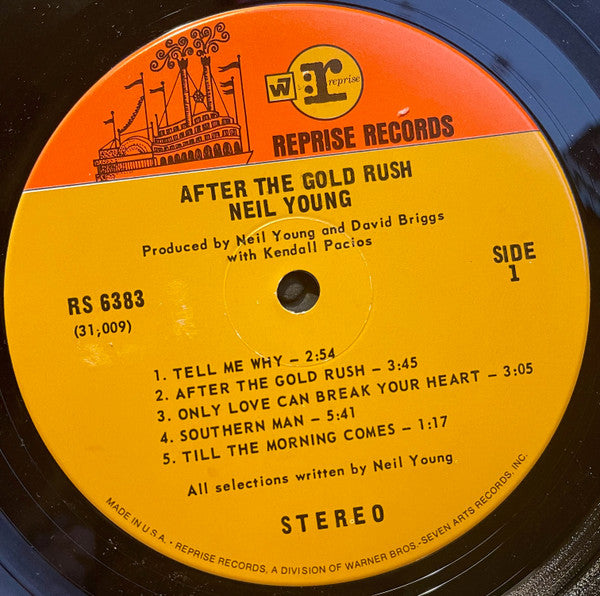 W7
r
reprise
REPRISE RECORDS
AFTER THE GOLD RUSH
NEIL YOUNG
Produced by Neil Young and David Briggs
with Kendall Pacios
SIDE
1
RS 6383
(31,009)
1. TELL ME WHY – 2:54
2. AFTER THE GOLD RUSH – 3:45
3. ONLY LOVE CAN BREAK YOUR HEART – 3:05
4. SOUTHERN MAN – 5:41
5. TILL THE MORNING COMES – 1:17
All selections written by Neil Young
STEREO
MADE IN U.S.A. • REPRISE RECORDS, A DIVISION OF WARNER BROS.-SEVEN ARTS RECORDS, INC.